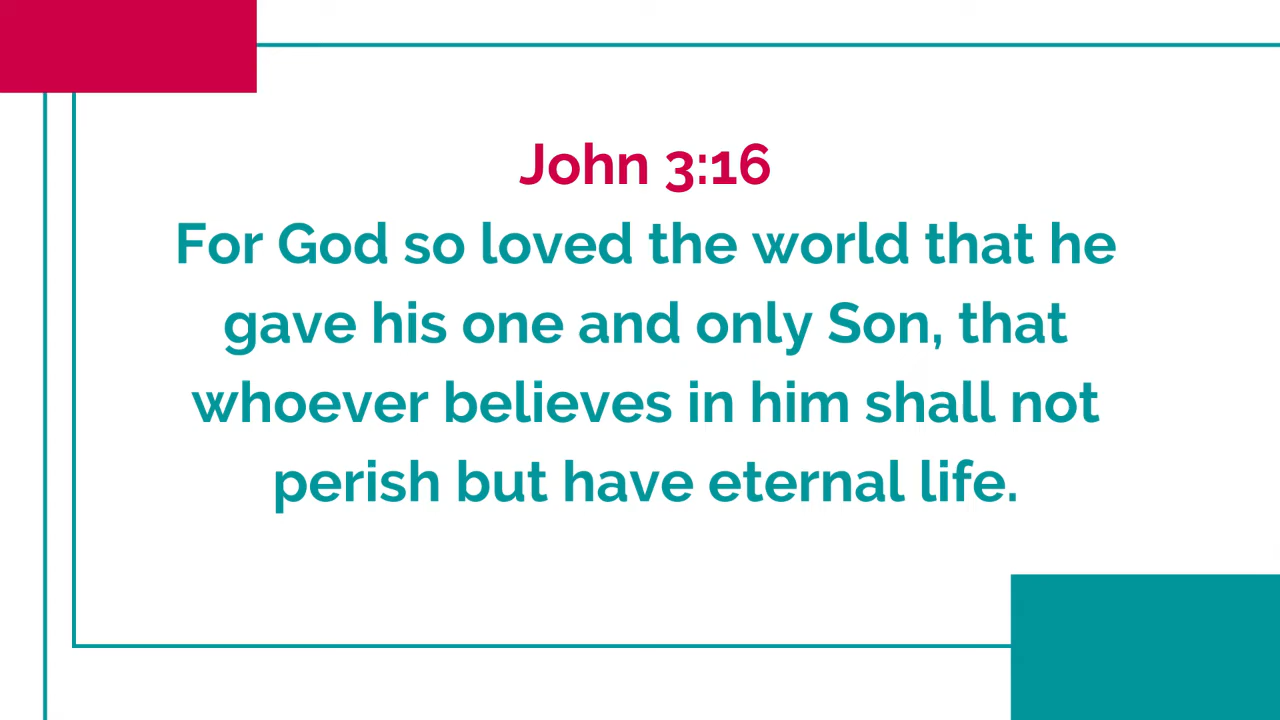 John 3:16
For God so loved the world that he
gave his one and only Son, that
whoever believes in him shall not
perish but have eternal life.